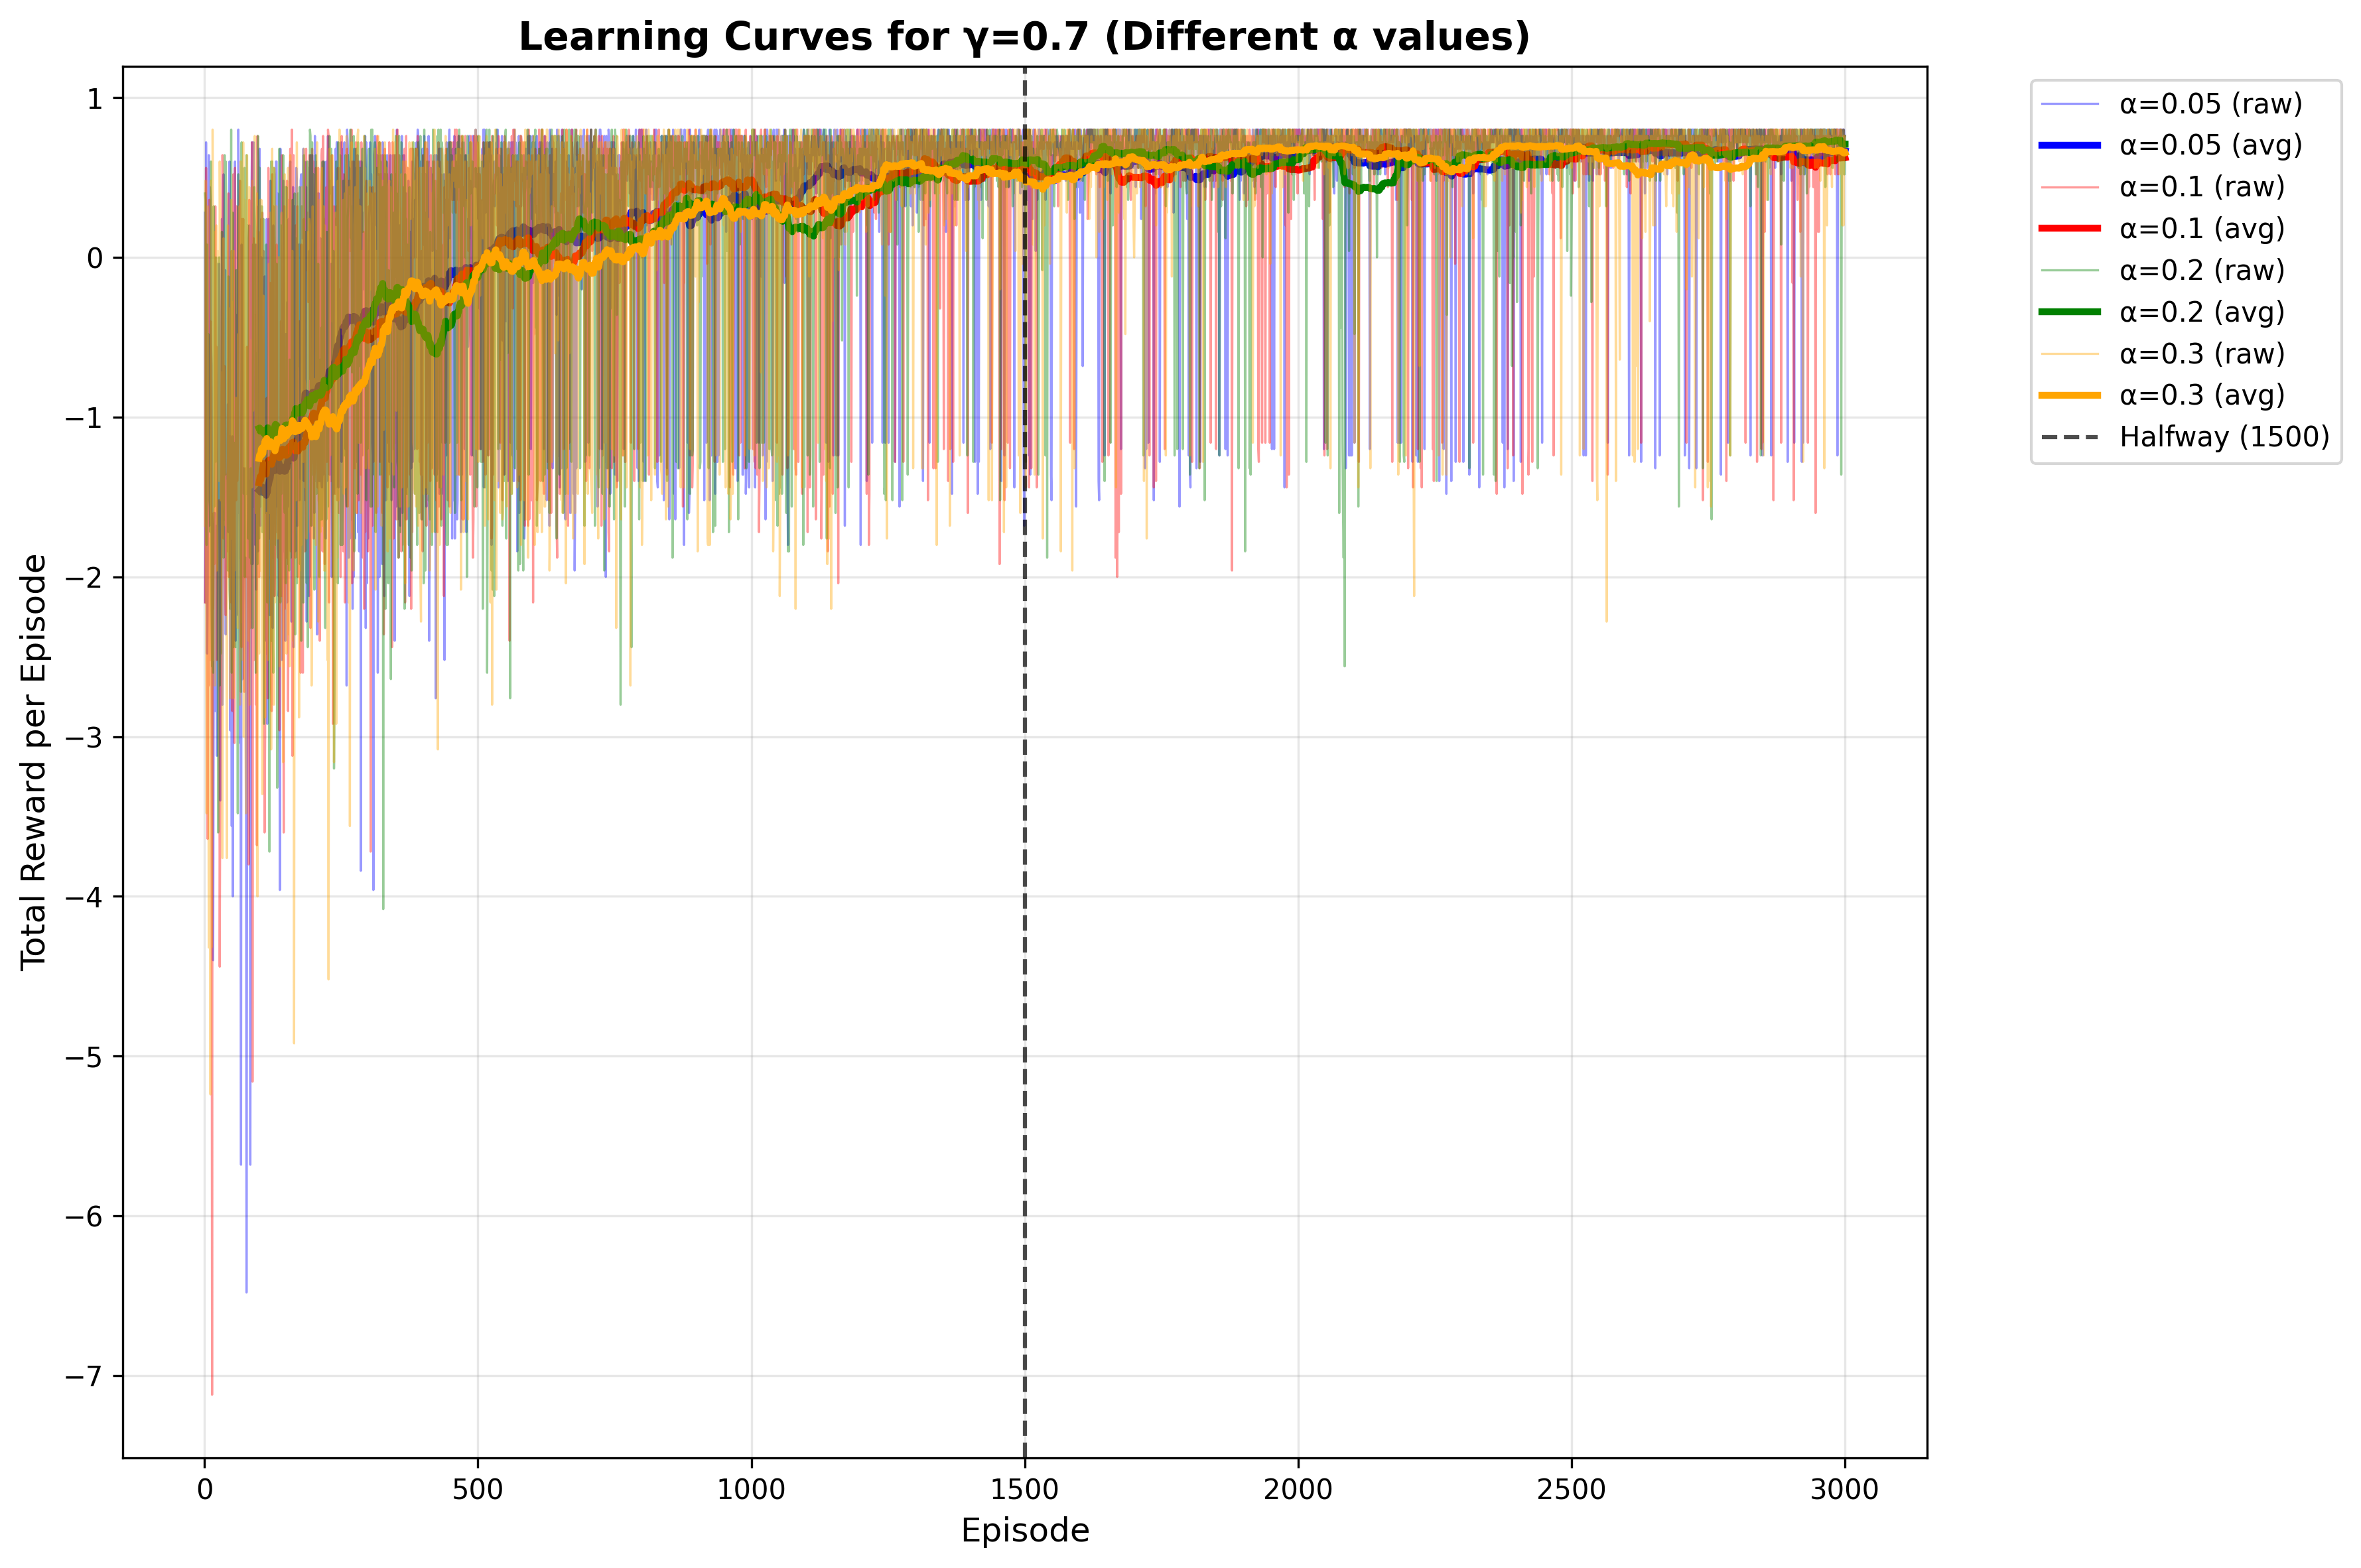 Learning Curves for γ=0.7 (Different α values)
Total Reward per Episode
1
0
−1
−2
−3
−4
−5
−6
−7
0
500
1000
1500
2000
2500
3000
Episode
α=0.05 (raw)
α=0.05 (avg)
α=0.1 (raw)
α=0.1 (avg)
α=0.2 (raw)
α=0.2 (avg)
α=0.3 (raw)
α=0.3 (avg)
Halfway (1500)